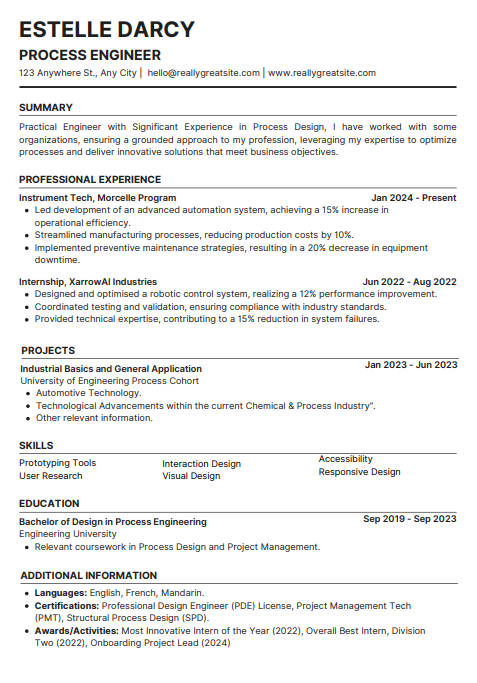 ESTELLE DARCY
PROCESS ENGINEER
123 Anywhere St., Any City | hello@reallygreatsite.com | www.reallygreatsite.com
SUMMARY
Practical Engineer with Significant Experience in Process Design, I have worked with some
organizations, ensuring a grounded approach to my profession, leveraging my expertise to optimize
processes and deliver innovative solutions that meet business objectives.
PROFESSIONAL EXPERIENCE
Instrument Tech, Morcelle Program Jan 2024 - Present
• Led development of an advanced automation system, achieving a 15% increase in
operational efficiency.
• Streamlined manufacturing processes, reducing production costs by 10%.
• Implemented preventive maintenance strategies, resulting in a 20% decrease in equipment
downtime.
Internship, XarrowAI Industries Jun 2022 - Aug 2022
• Designed and optimised a robotic control system, realizing a 12% performance improvement.
• Coordinated testing and validation, ensuring compliance with industry standards.
• Provided technical expertise, contributing to a 15% reduction in system failures.
PROJECTS
Industrial Basics and General Application Jan 2023 - Jun 2023
University of Engineering Process Cohort
• Automotive Technology.
• Technological Advancements within the current Chemical & Process Industry".
• Other relevant information.
SKILLS
Prototyping Tools Interaction Design Accessibility
User Research Visual Design Responsive Design
EDUCATION
Bachelor of Design in Process Engineering Sep 2019 - Sep 2023
Engineering University
• Relevant coursework in Process Design and Project Management.
ADDITIONAL INFORMATION
• Languages: English, French, Mandarin.
• Certifications: Professional Design Engineer (PDE) License, Project Management Tech
(PMT), Structural Process Design (SPD).
• Awards/Activities: Most Innovative Intern of the Year (2022), Overall Best Intern, Division
Two (2022), Onboarding Project Lead (2024)